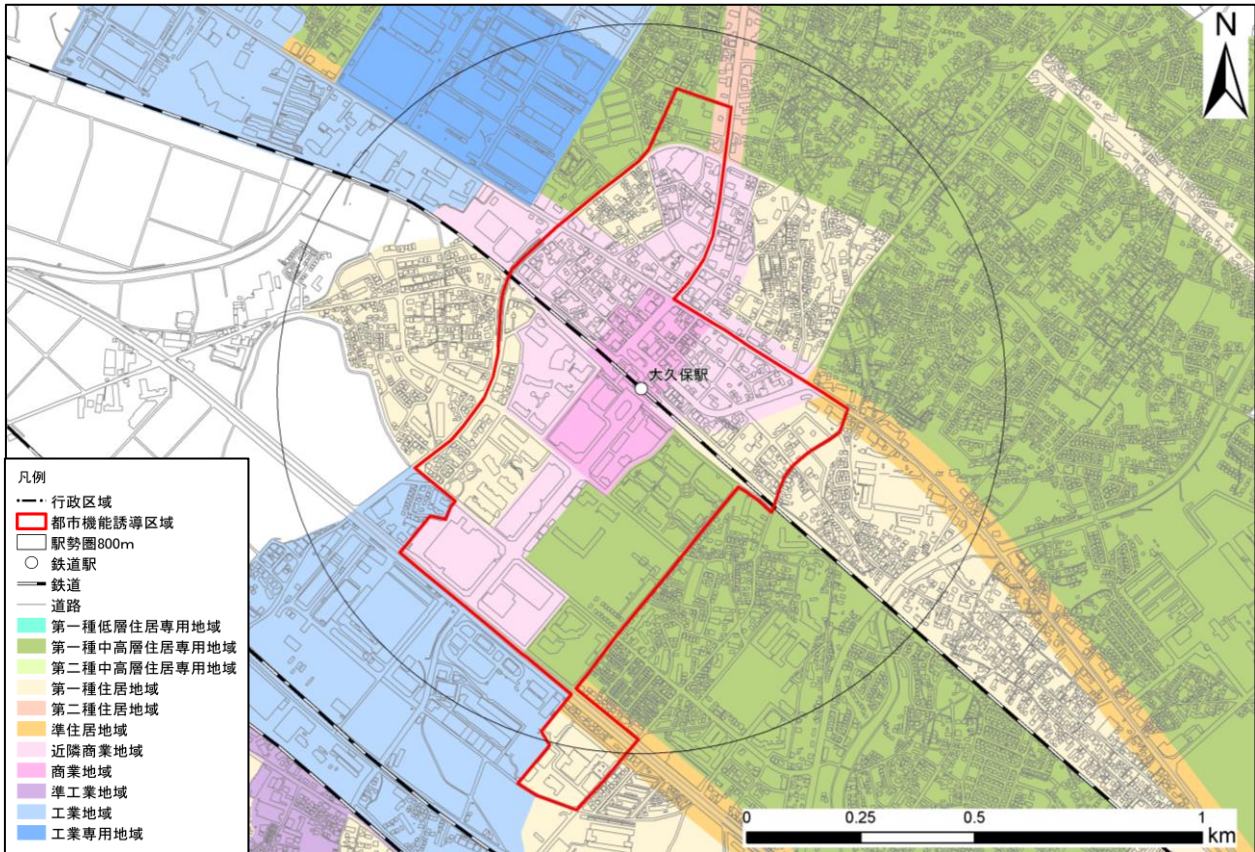 N
大久保駅
凡例
行政区域
都市機能誘導区域
駅勢圏800m
鉄道駅
鉄道
道路
第一種低層住居専用地域
第一種中高層住居専用地域
第二種中高層住居専用地域
第一種住居地域
第二種住居地域
準住居地域
近隣商業地域
商業地域
準工業地域
工業地域
工業専用地域
0 0.25 0.5 1
km